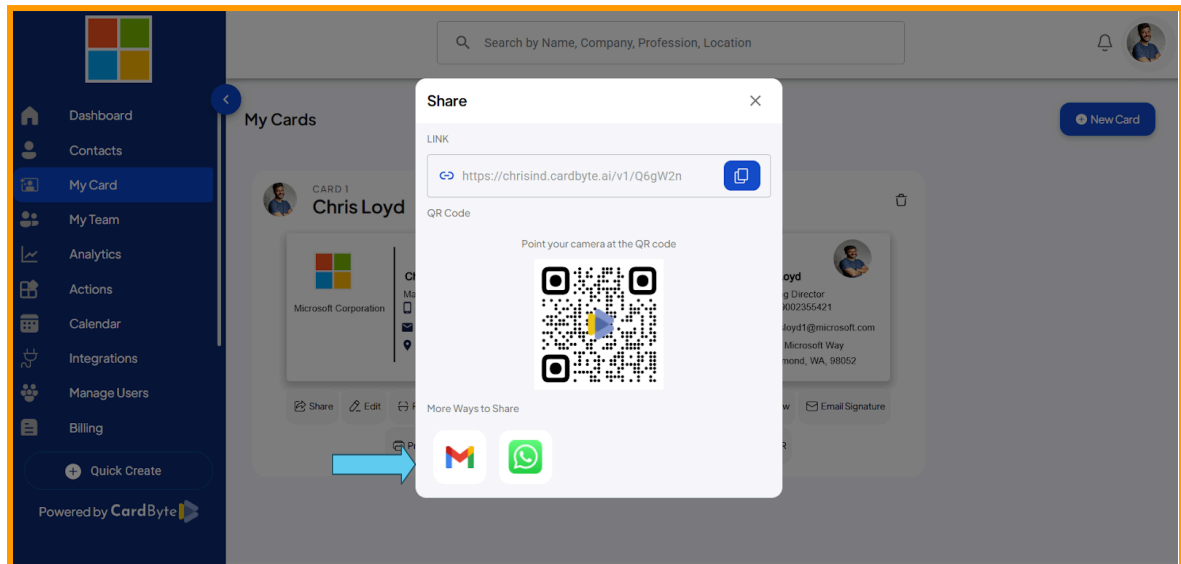 Search by Name, Company, Profession, Location
Dashboard
Contacts
My Card
My Team
Analytics
Actions
Calendar
Integrations
Manage Users
Billing
Quick Create
Powered by CardByte
My Cards
New Card
CARD 1
Chris Loyd
Microsoft Corporation
Share
Edit
Share
LINK
https://chrisind.cardbyte.ai/v1/Q6gW2n
QR Code
Point your camera at the QR code
More Ways to Share
oyd
g Director
9002355421
loyd1@microsoft.com
Microsoft Way
mond, WA, 98052
Email Signature